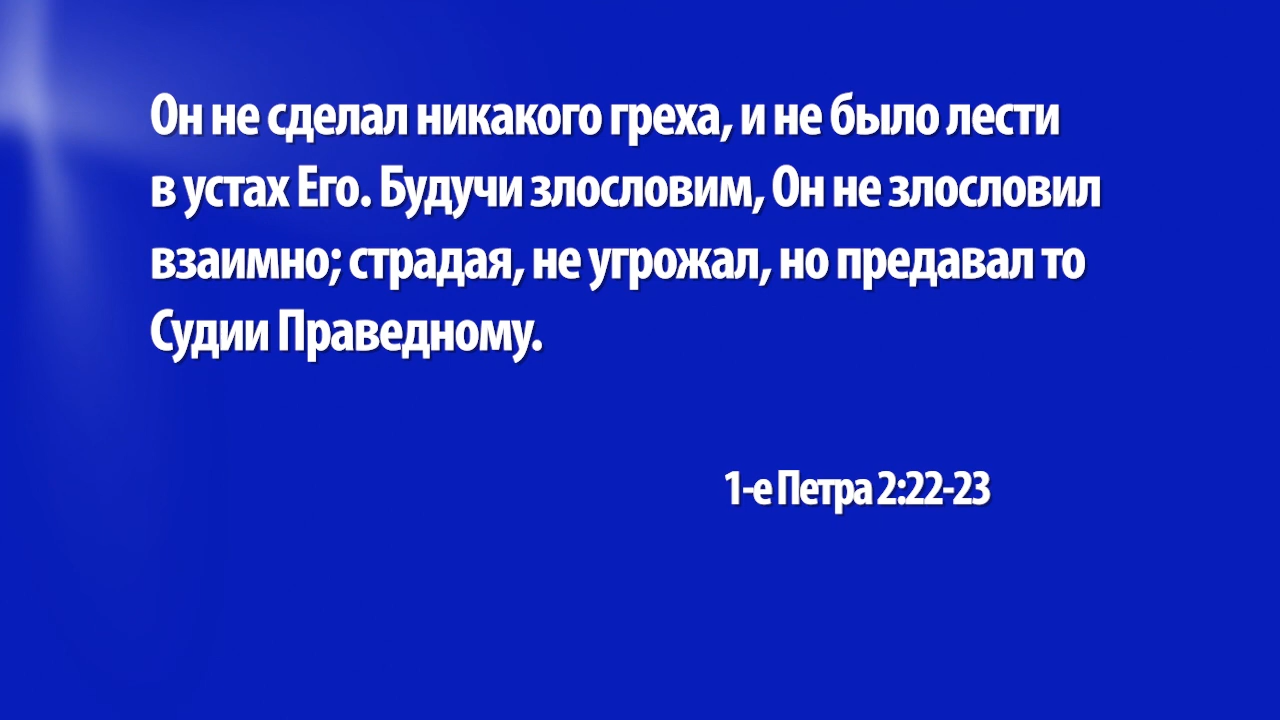 Он не сделал никакого греха, и не было лести
в устах Его. Будучи злословим, Он не злословил
взаимно; страдая, не угрожал, но предавал то
Судии Праведному.
1-е Петра 2:22-23